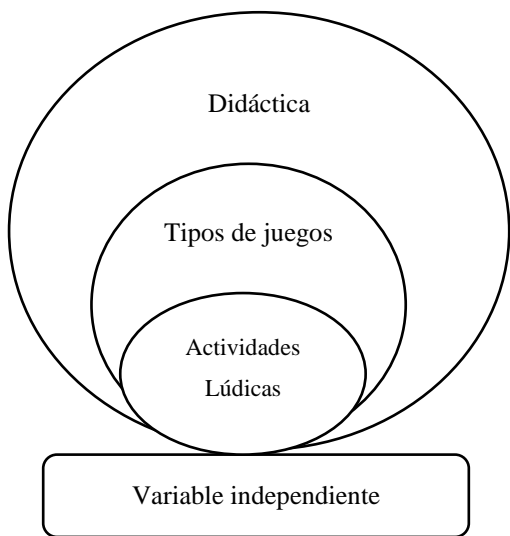 Didáctica
Tipos de juegos
Actividades
Lúdicas
Variable independiente